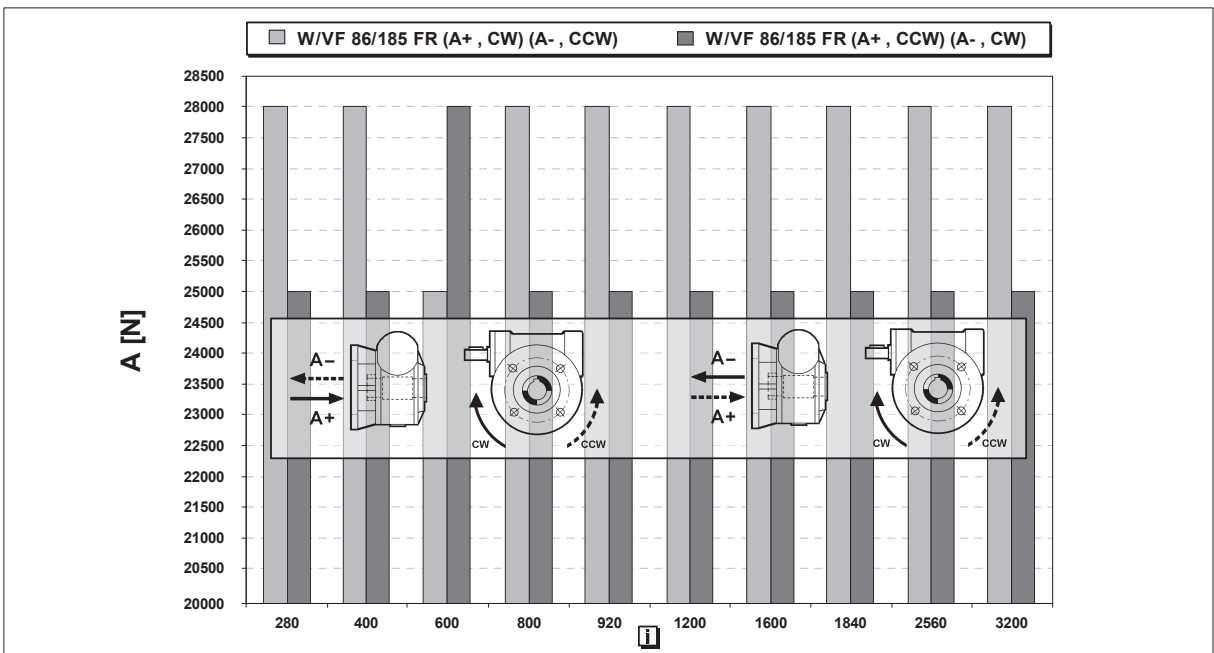 W/VF 86/185 FR (A+ , CW) (A- , CCW) W/VF 86/185 FR (A+ , CCW) (A- , CW)
28500
28000
27500
27000
26500
26000
25500
25000
24500
24000
23500
23000
22500
22000
21500
21000
20500
20000
A [N]
A– A–
A+ A+
CW CCW CW CCW
280 400 600 800 920 1200 1600 1840 2560 3200
i